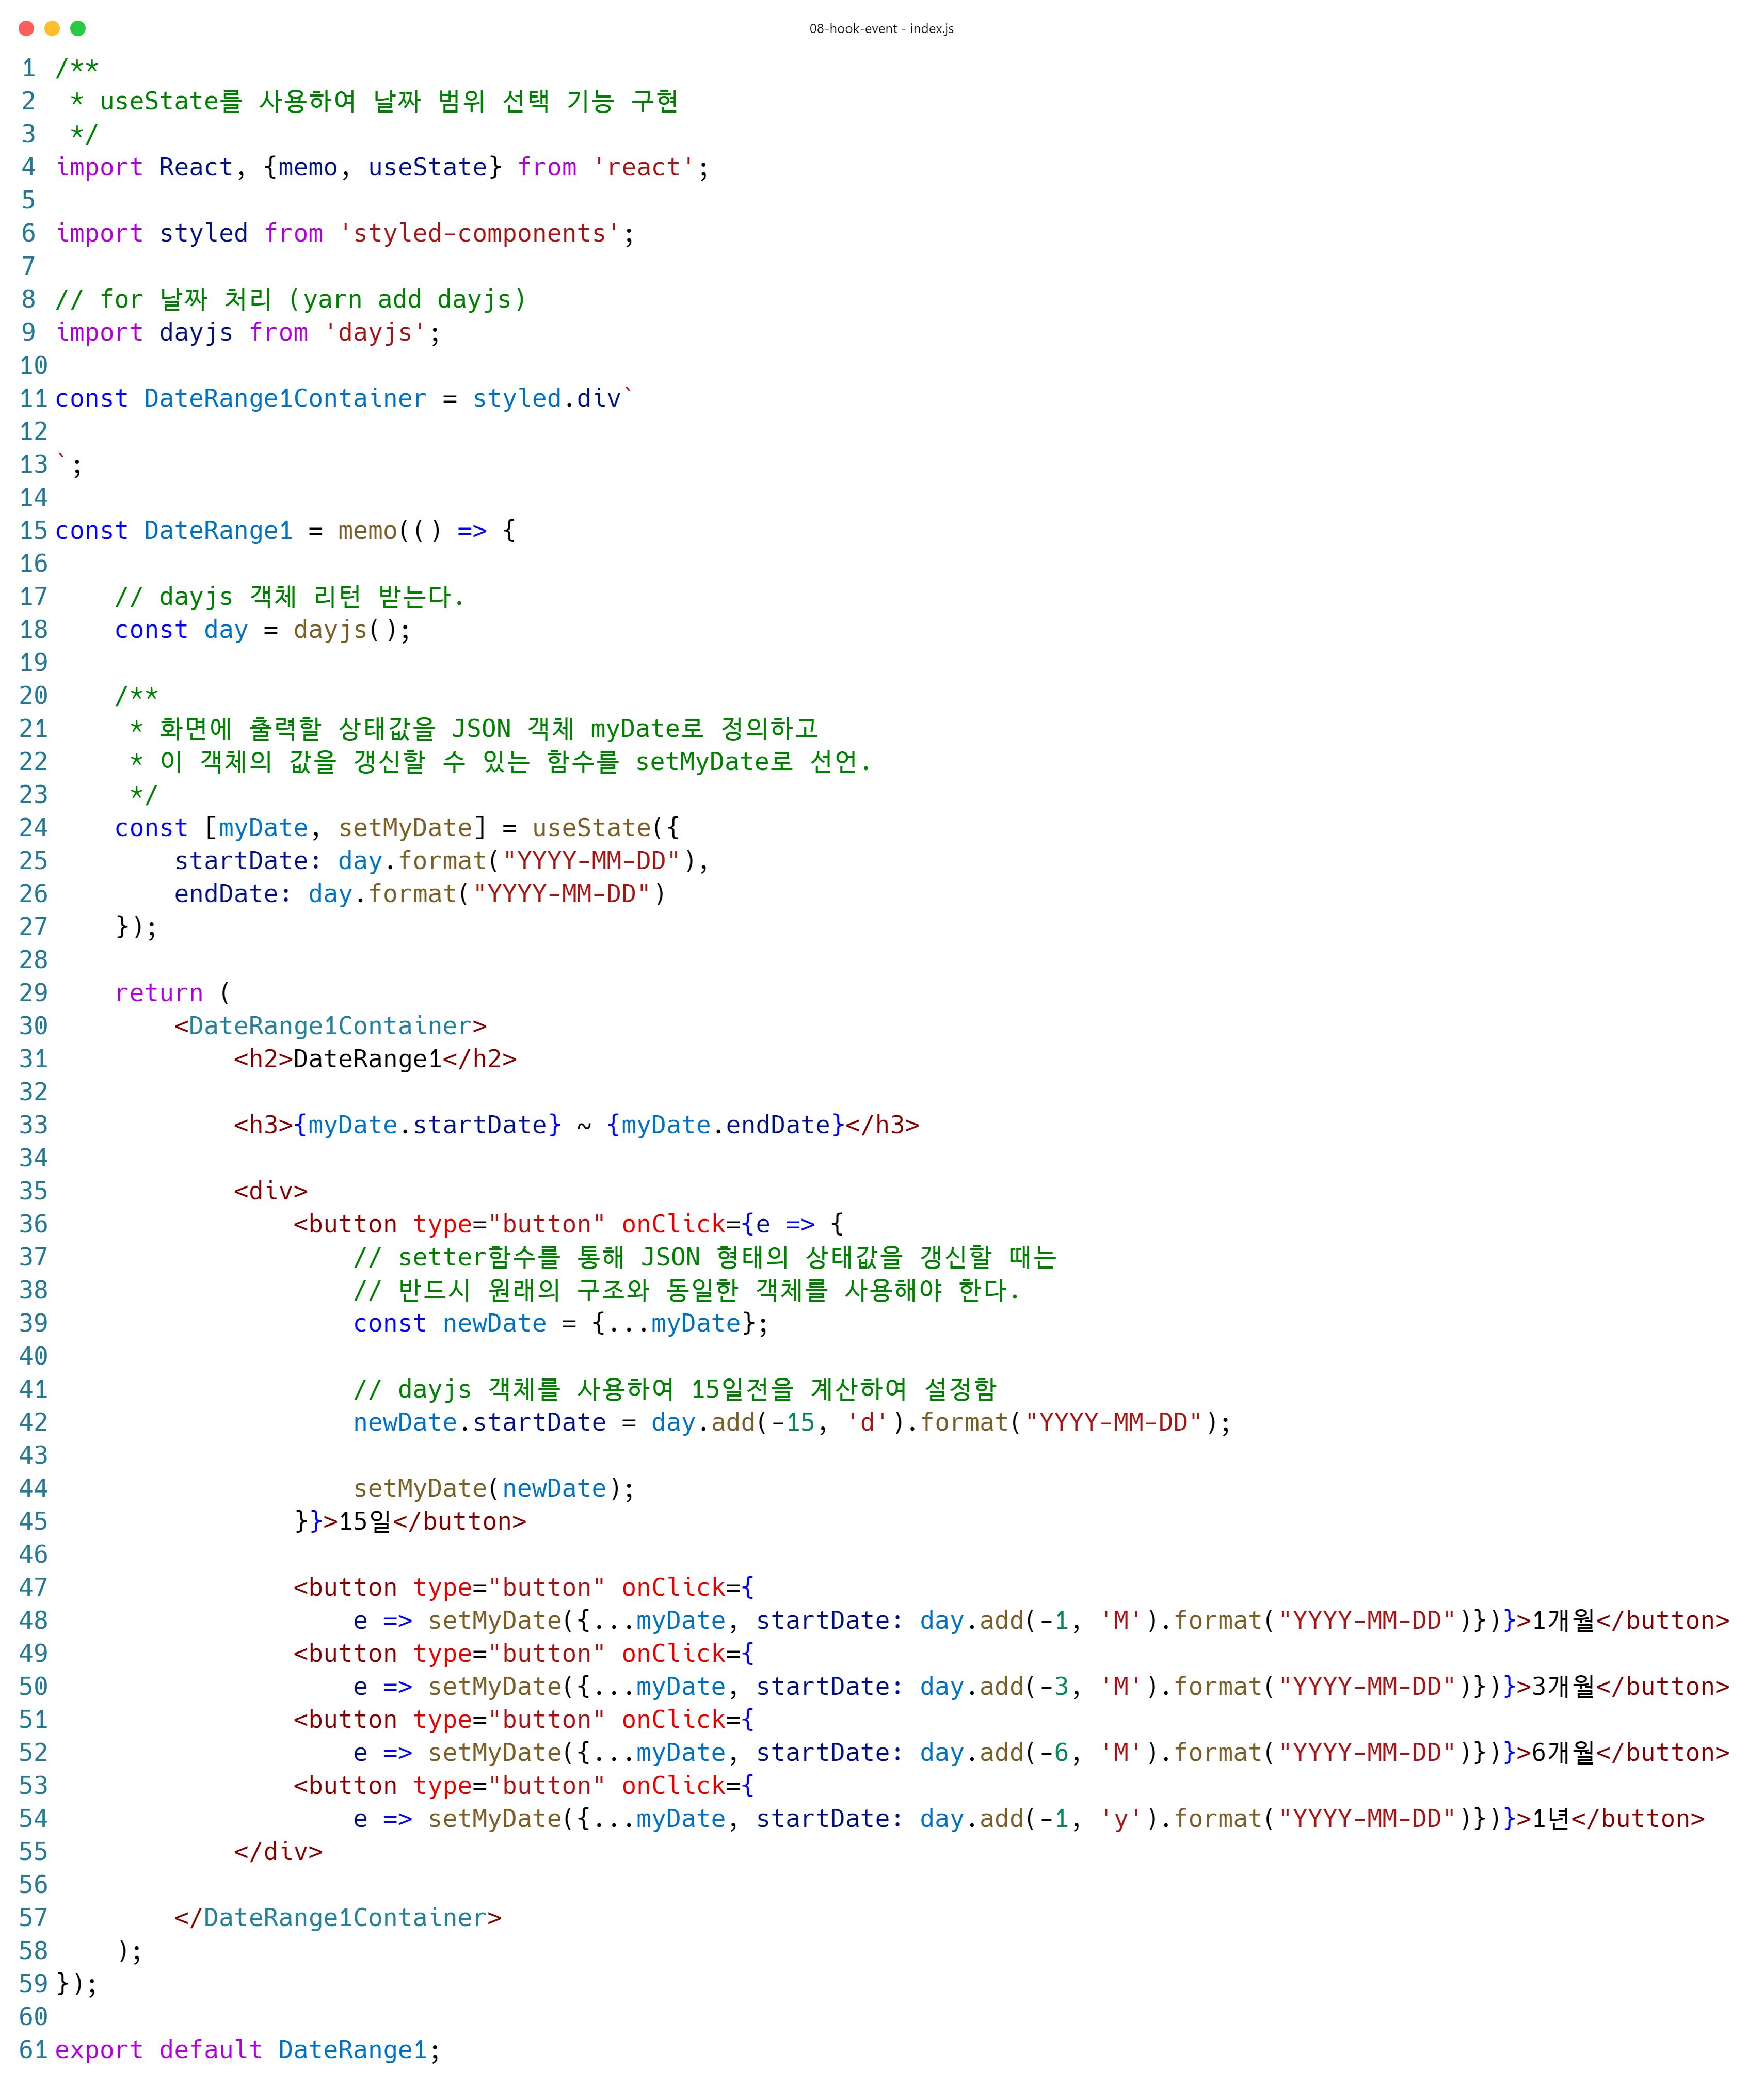 08-hook-event - index.js
1 /**
2  * useState를 사용하여 날짜 범위 선택 기능 구현
3  */
4 import React, {memo, useState} from 'react';
5
6 import styled from 'styled-components';
7
8 // for 날짜 처리 (yarn add dayjs)
9 import dayjs from 'dayjs';
10
11 const DateRange1Container = styled.div`
12
13 `;
14
15 const DateRange1 = memo(() => {
16
17     // dayjs 객체 리턴 받는다.
18     const day = dayjs();
19
20     /**
21      * 화면에 출력할 상태값을 JSON 객체 myDate로 정의하고
22      * 이 객체의 값을 갱신할 수 있는 함수를 setMyDate로 선언.
23      */
24     const [myDate, setMyDate] = useState({
25         startDate: day.format("YYYY-MM-DD"),
26         endDate: day.format("YYYY-MM-DD")
27     });
28
29     return (
30         <DateRange1Container>
31             <h2>DateRange1</h2>
32
33             <h3>{myDate.startDate} ~ {myDate.endDate}</h3>
34
35             <div>
36                 <button type="button" onClick={e => {
37                     // setter함수를 통해 JSON 형태의 상태값을 갱신할 때는
38                     // 반드시 원래의 구조와 동일한 객체를 사용해야 한다.
39                     const newDate = {...myDate};
40
41                     // dayjs 객체를 사용하여 15일전을 계산하여 설정함
42                     newDate.startDate = day.add(-15, 'd').format("YYYY-MM-DD");
43
44                     setMyDate(newDate);
45                 }}>15일</button>
46
47                 <button type="button" onClick={
48                     e => setMyDate({...myDate, startDate: day.add(-1, 'M').format("YYYY-MM-DD")})}>1개월</button>
49                 <button type="button" onClick={
50                     e => setMyDate({...myDate, startDate: day.add(-3, 'M').format("YYYY-MM-DD")})}>3개월</button>
51                 <button type="button" onClick={
52                     e => setMyDate({...myDate, startDate: day.add(-6, 'M').format("YYYY-MM-DD")})}>6개월</button>
53                 <button type="button" onClick={
54                     e => setMyDate({...myDate, startDate: day.add(-1, 'y').format("YYYY-MM-DD")})}>1년</button>
55             </div>
56
57         </DateRange1Container>
58     );
59 });
60
61 export default DateRange1;